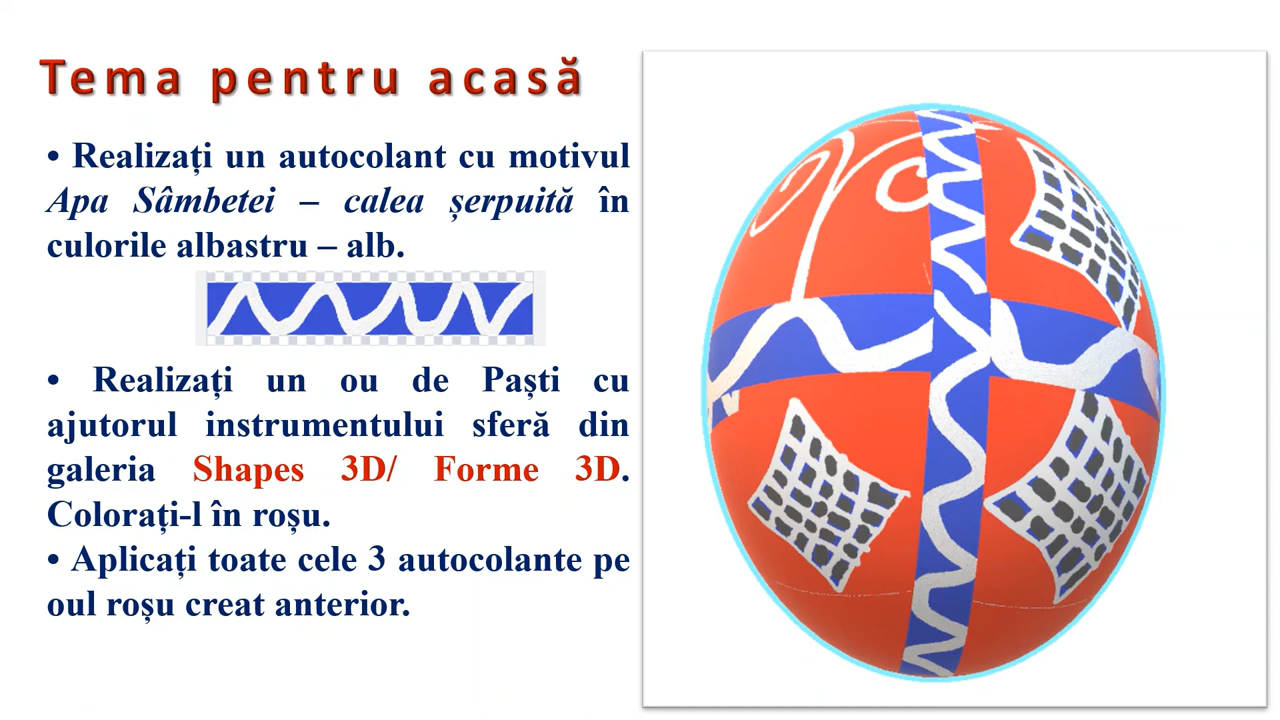 Tema pentru acasă
• Realizați un autocolant cu motivul
Apa Sâmbetei – calea șerpuită în
culorile albastru – alb.
• Realizați un ou de Paști cu
ajutorul instrumentului sferă din
galeria Shapes 3D/ Forme 3D.
Colorați-l în roșu.
• Aplicați toate cele 3 autocolante pe
oul roșu creat anterior.